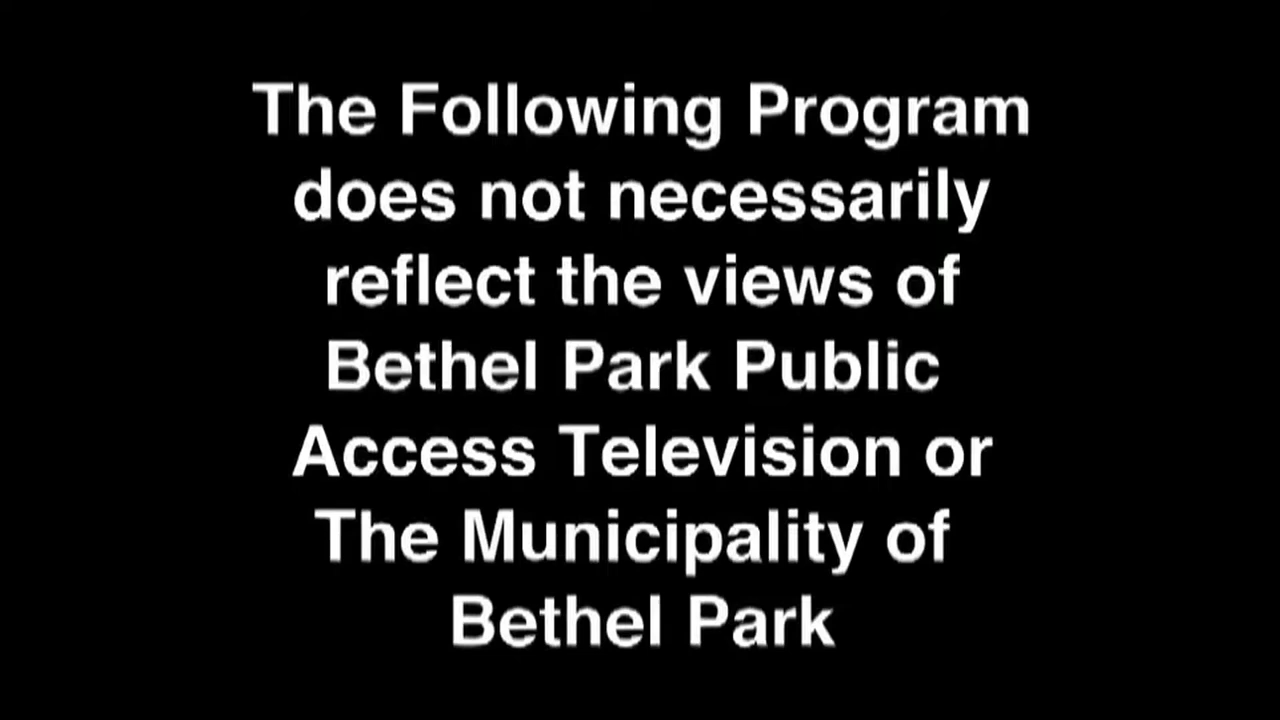 The Following Program
does not necessarily
reflect the views of
Bethel Park Public
Access Television or
The Municipality of
Bethel Park